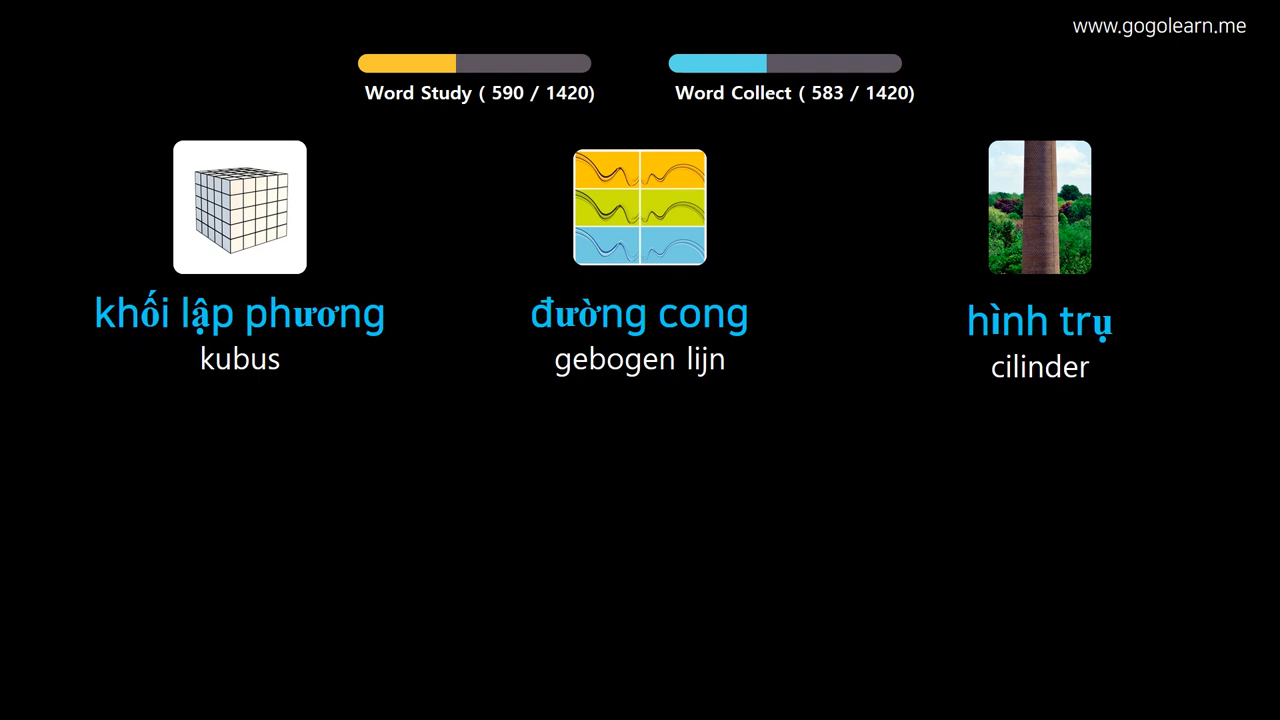 www.gogolearn.me
Word Study ( 590 / 1420)
Word Collect ( 583 / 1420)
khối lập phương
kubus
đường cong
gebogen lijn
hình trụ
cilinder